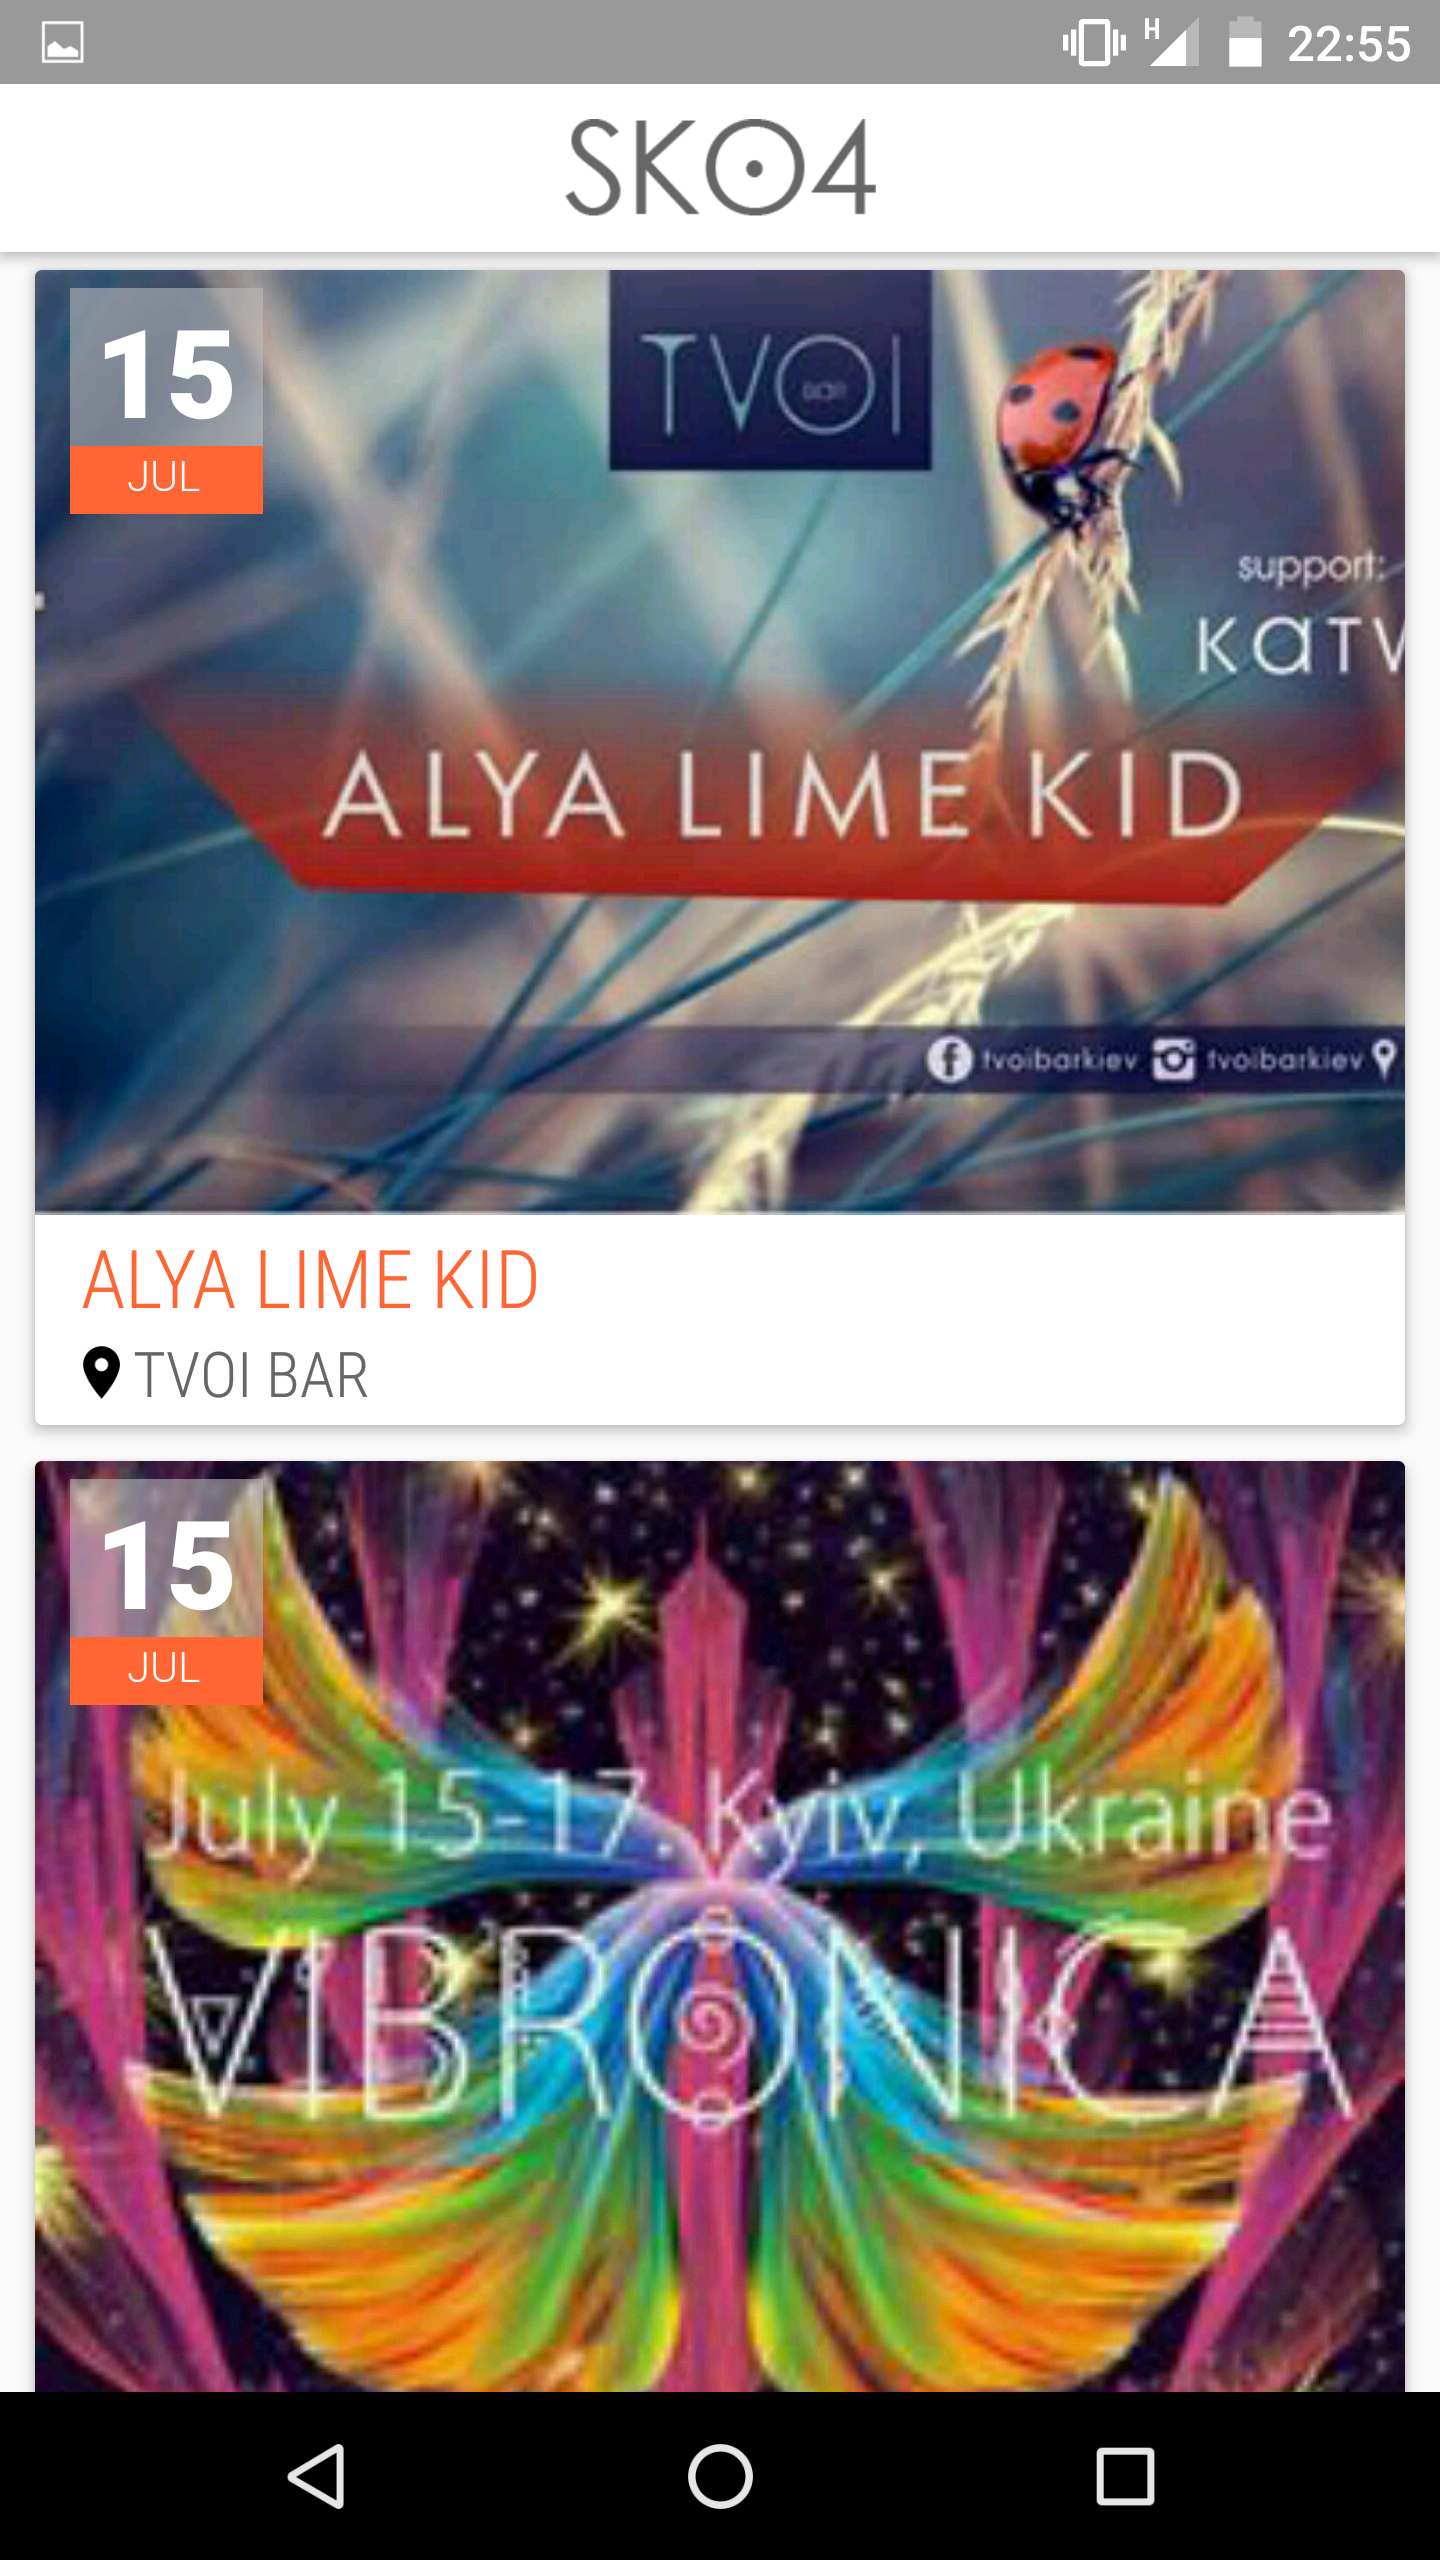 H 22:55
SKO4
15
JUL
TVOI
BAR
support:
ALYA LIME KID
tvoibarkiev tvoibarkiev
ALYA LIME KID
TVOI BAR
15
JUL
July 15-17. Kyiv, Ukraine
VIBRONICA